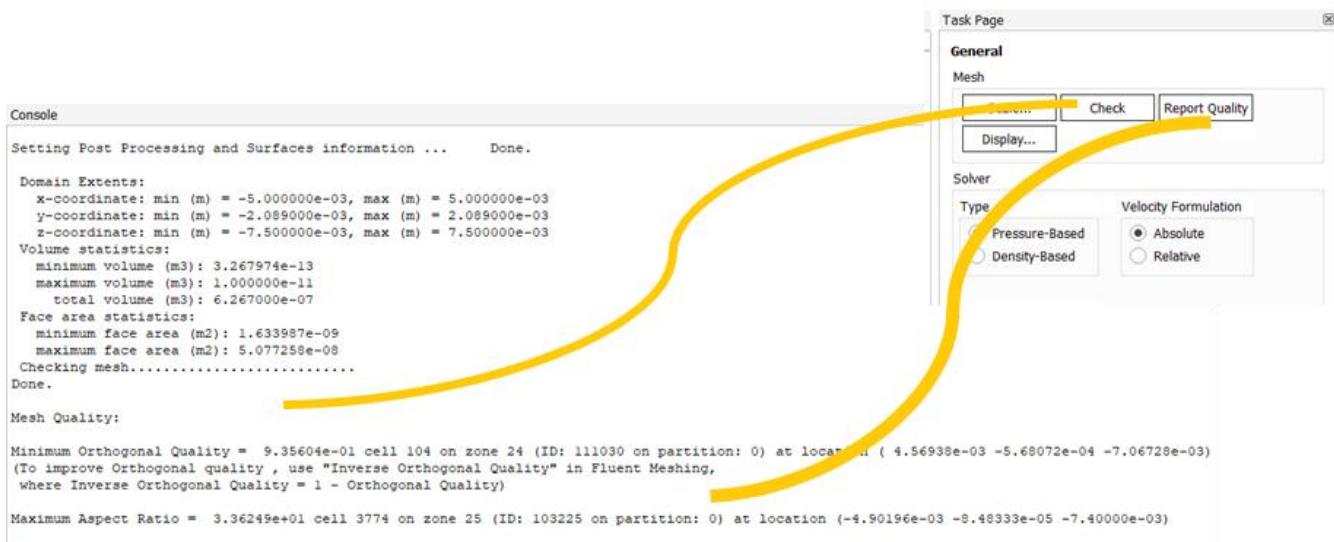 Task Page
General
Mesh
Check
Report Quality
Display...
Solver
Type
Velocity Formulation
Pressure-Based
Absolute
Density-Based
Relative
Console
Setting Post Processing and Surfaces information ... Done.
Domain Extents:
x-coordinate: min (m) = -5.000000e-03, max (m) = 5.000000e-03
y-coordinate: min (m) = -2.089000e-03, max (m) = 2.089000e-03
z-coordinate: min (m) = -7.500000e-03, max (m) = 7.500000e-03
Volume statistics:
minimum volume (m3): 3.267974e-13
maximum volume (m3): 1.000000e-11
total volume (m3): 6.267000e-07
Face area statistics:
minimum face area (m2): 1.633987e-09
maximum face area (m2): 5.077258e-08
Checking mesh...........................
Done.
Mesh Quality:
Minimum Orthogonal Quality = 9.35604e-01 cell 104 on zone 24 (ID: 111030 on partition: 0) at location ( 4.56938e-03 -5.68072e-04 -7.06728e-03)
(To improve Orthogonal quality , use "Inverse Orthogonal Quality" in Fluent Meshing,
where Inverse Orthogonal Quality = 1 - Orthogonal Quality)
Maximum Aspect Ratio = 3.36249e+01 cell 3774 on zone 25 (ID: 103225 on partition: 0) at location (-4.90196e-03 -8.48333e-05 -7.40000e-03)